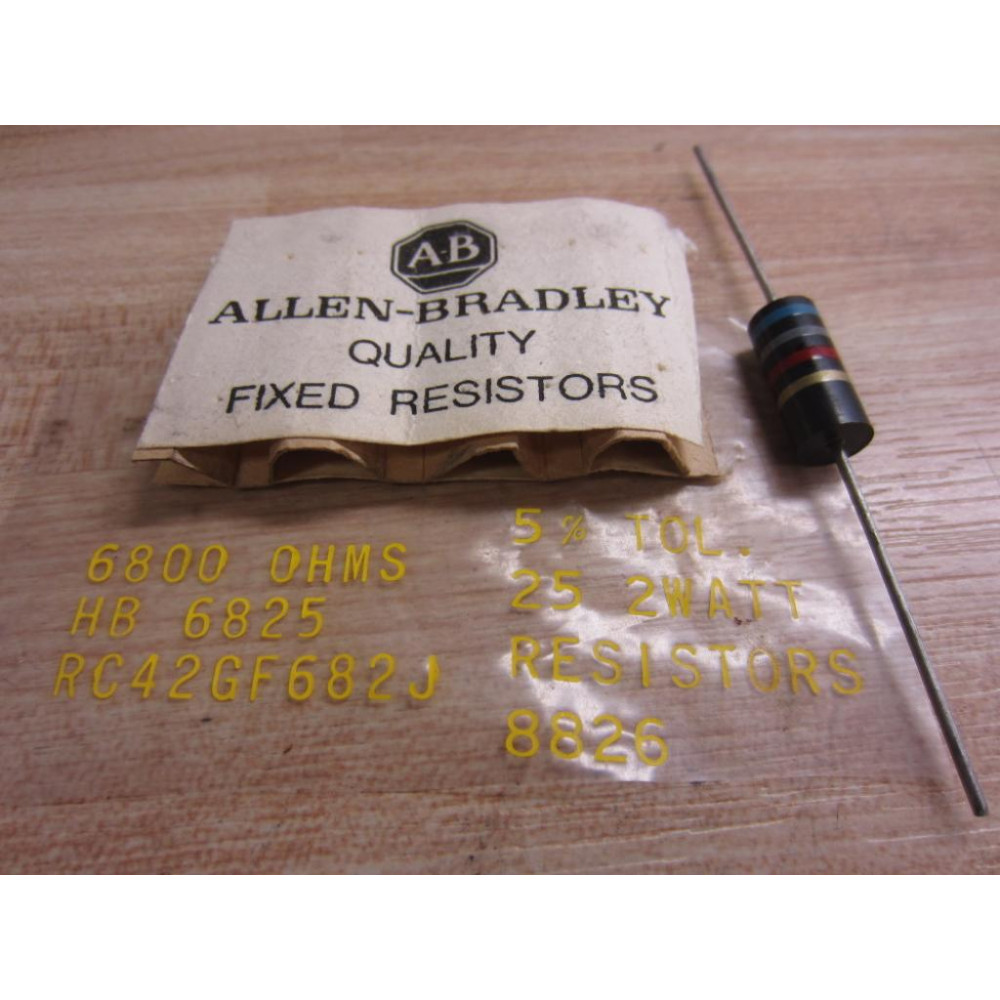 A-B
ALLEN-BRADLEY
QUALITY
FIXED RESISTORS
6800 OHMS
HB 6825
RC42GF682J
5% TOL.
25 2WATT
RESISTORS
8826